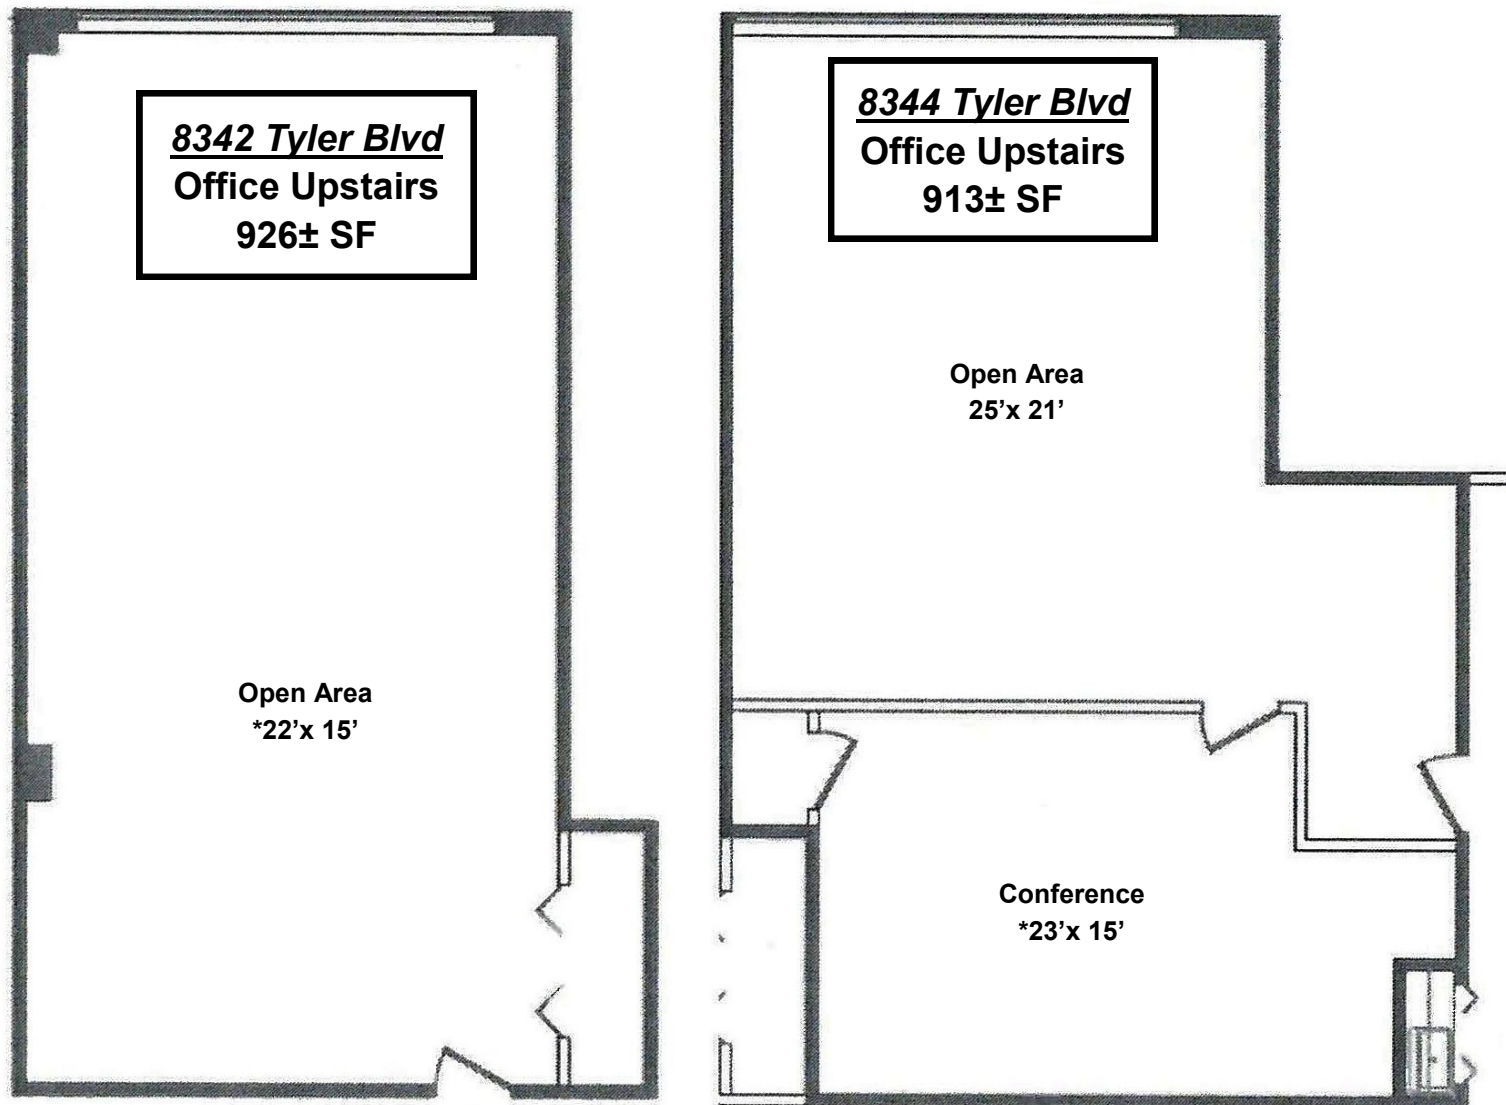 8342 Tyler Blvd
Office Upstairs
926± SF
Open Area
*22’x 15’
8344 Tyler Blvd
Office Upstairs
913± SF
Open Area
25’x 21’
Conference
*23’x 15’